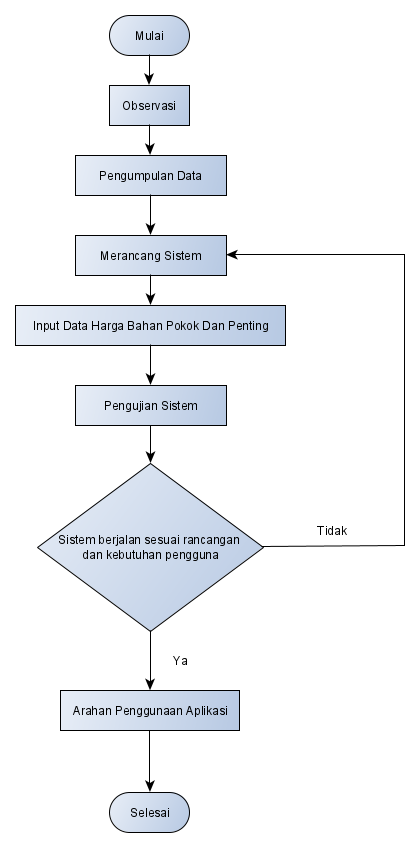 Mulai
Observasi
Pengumpulan Data
Merancang Sistem
Input Data Harga Bahan Pokok Dan Penting
Pengujian Sistem
Sistem berjalan sesuai rancangan
dan kebutuhan pengguna
Tidak
Ya
Arahan Penggunaan Aplikasi
Selesai